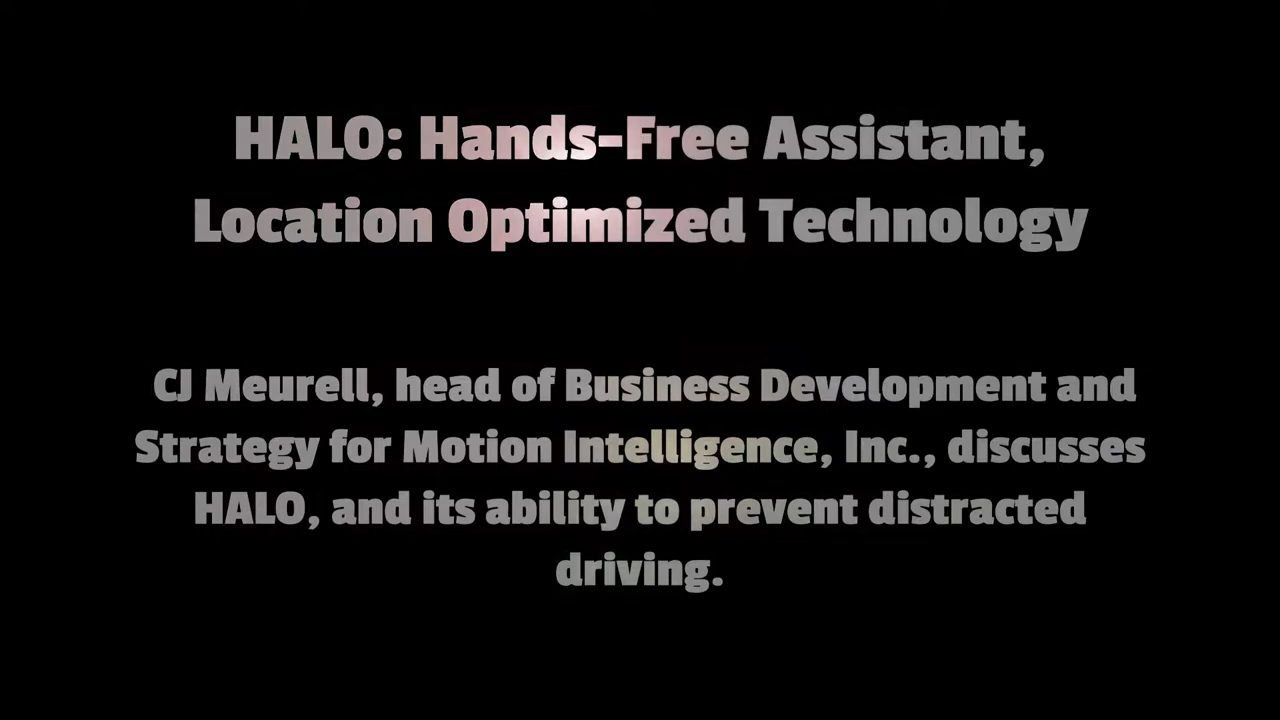 HALO: Hands-Free Assistant,
Location Optimized Technology
CJ Meurell, head of Business Development and
Strategy for Motion Intelligence, Inc., discusses
HALO, and its ability to prevent distracted
driving.